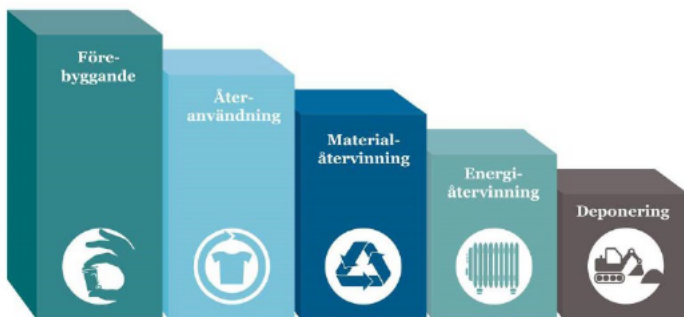 Före-
byggande
Åter-
användning
Material-
återvinning
Energi-
återvinning
Deponering